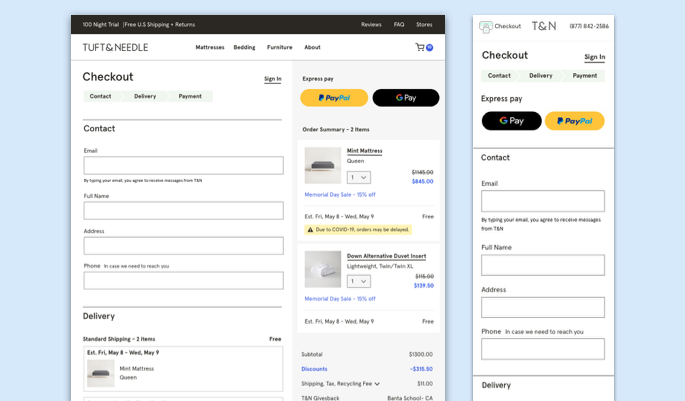 100 Night Trial | Free U.S Shipping + Returns
Reviews FAQ Stores
TUFT&NEEDLE
Mattresses Bedding Furniture About
Checkout
Sign In
Contact Delivery Payment
Contact
Email
By typing your email, you agree to receive messages from T&N
Full Name
Address
Phone In case we need to reach you
Delivery
Standard Shipping - 2 Items Free
Est. Fri, May 8 - Wed, May 9
Mint Mattress
Queen
Express pay
PayPal
G Pay
Order Summary - 2 Items
Mint Mattress
Queen
1 $1145.00
$845.00
Memorial Day Sale - 15% off
Est. Fri, May 8 - Wed, May 9 Free
Due to COVID-19, orders may be delayed.
Down Alternative Duvet Insert
Lightweight, Twin/Twin XL
1 $115.00
$139.50
Memorial Day Sale - 15% off
Est. Fri, May 8 - Wed, May 9 Free
Subtotal $1300.00
Discounts -$315.50
Shipping, Tax, Recycling Fee $11.00
T&N Giveback Banta School- CA
Checkout T&N (877) 842-2586
Checkout
Sign In
Contact Delivery Payment
Express pay
G Pay
PayPal
Contact
Email
By typing your email, you agree to receive messages
from T&N
Full Name
Address
Phone In case we need to reach you
Delivery